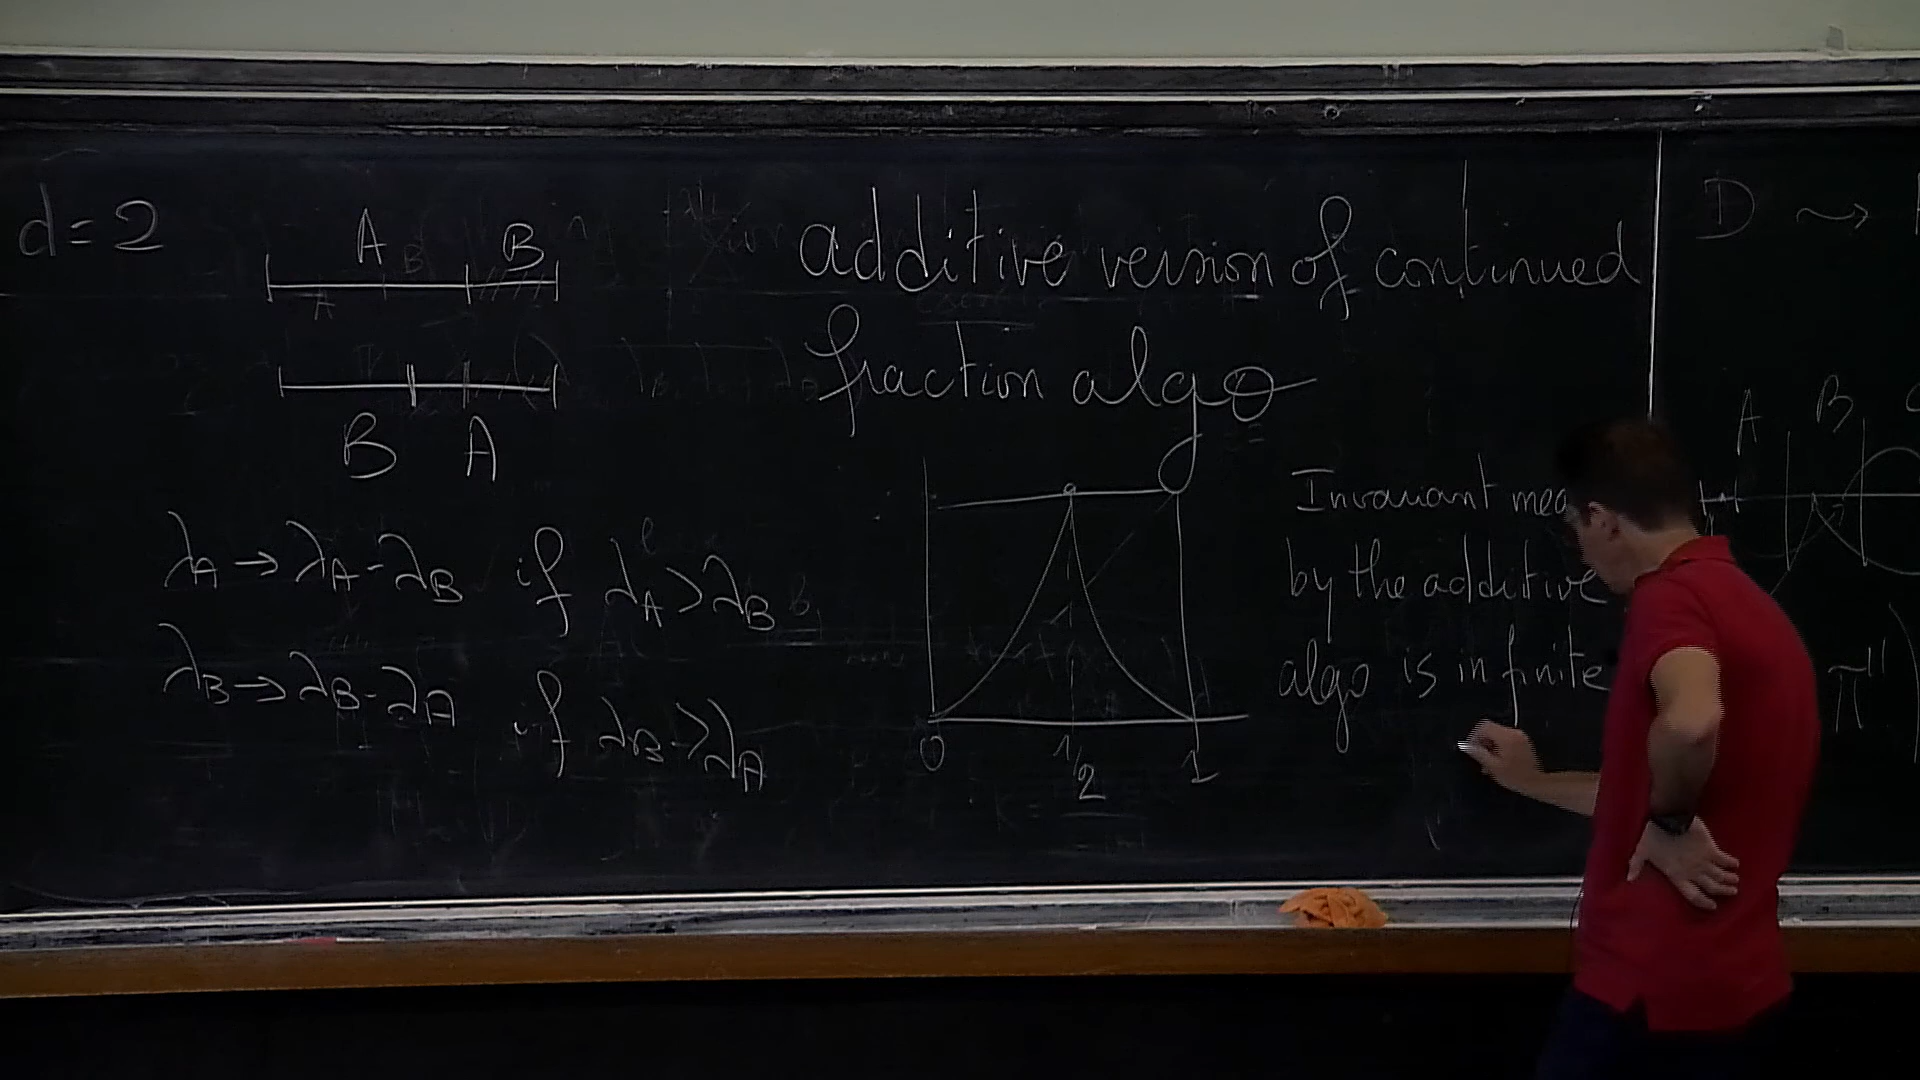 d=2
A B
B
A
B A
λA → λA-λB if λA>λB
λB → λB-λA if λB>λA
additive version of continued
fraction algo
0 1/2 1
Invariant mea
by the additive
algo is infinite
D ⇝
A B
π''